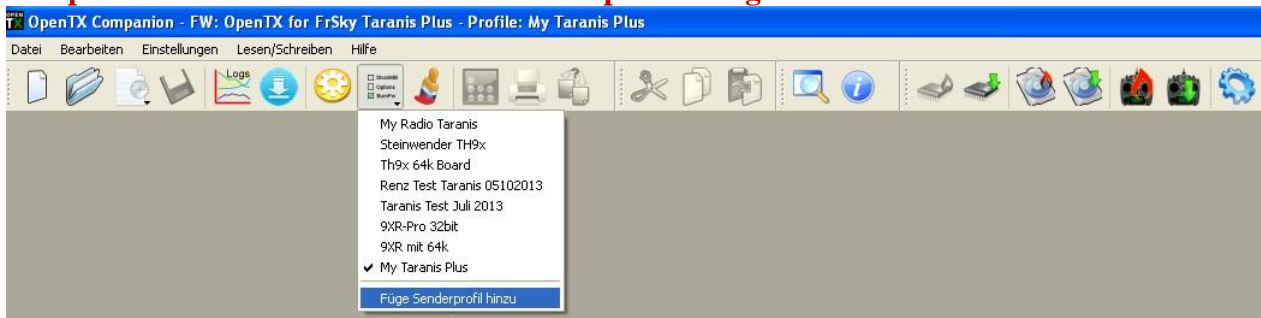 OpenTX Companion - FW: OpenTX for FrSky Taranis Plus - Profile: My Taranis Plus
Datei Bearbeiten Einstellungen Lesen/Schreiben Hilfe
Logs
My Radio Taranis
Steinwender TH9x
Th9x 64k Board
Renz Test Taranis 05102013
Taranis Test Juli 2013
9XR-Pro 32bit
9XR mit 64k
My Taranis Plus
Füge Senderprofil hinzu